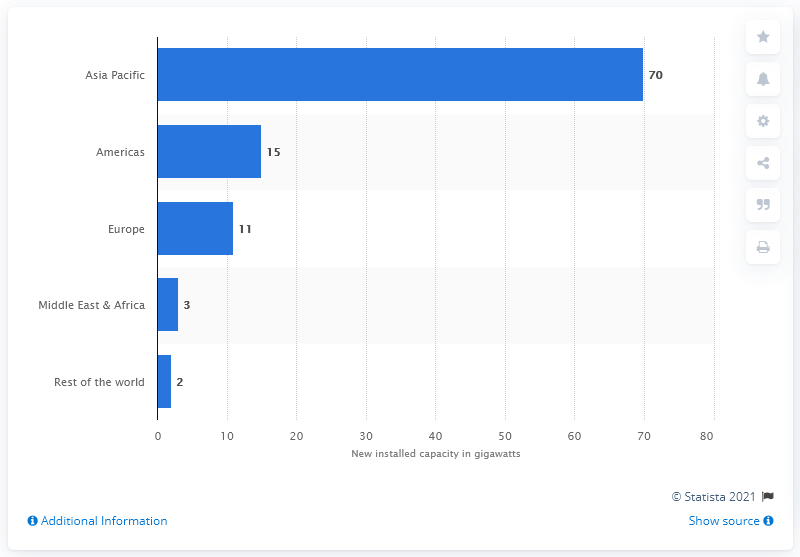 Asia Pacific 70
Americas 15
Europe 11
Middle East & Africa 3
Rest of the world 2
0 10 20 30 40 50 60 70 80
New installed capacity in gigawatts
© Statista 2021
Additional Information Show source